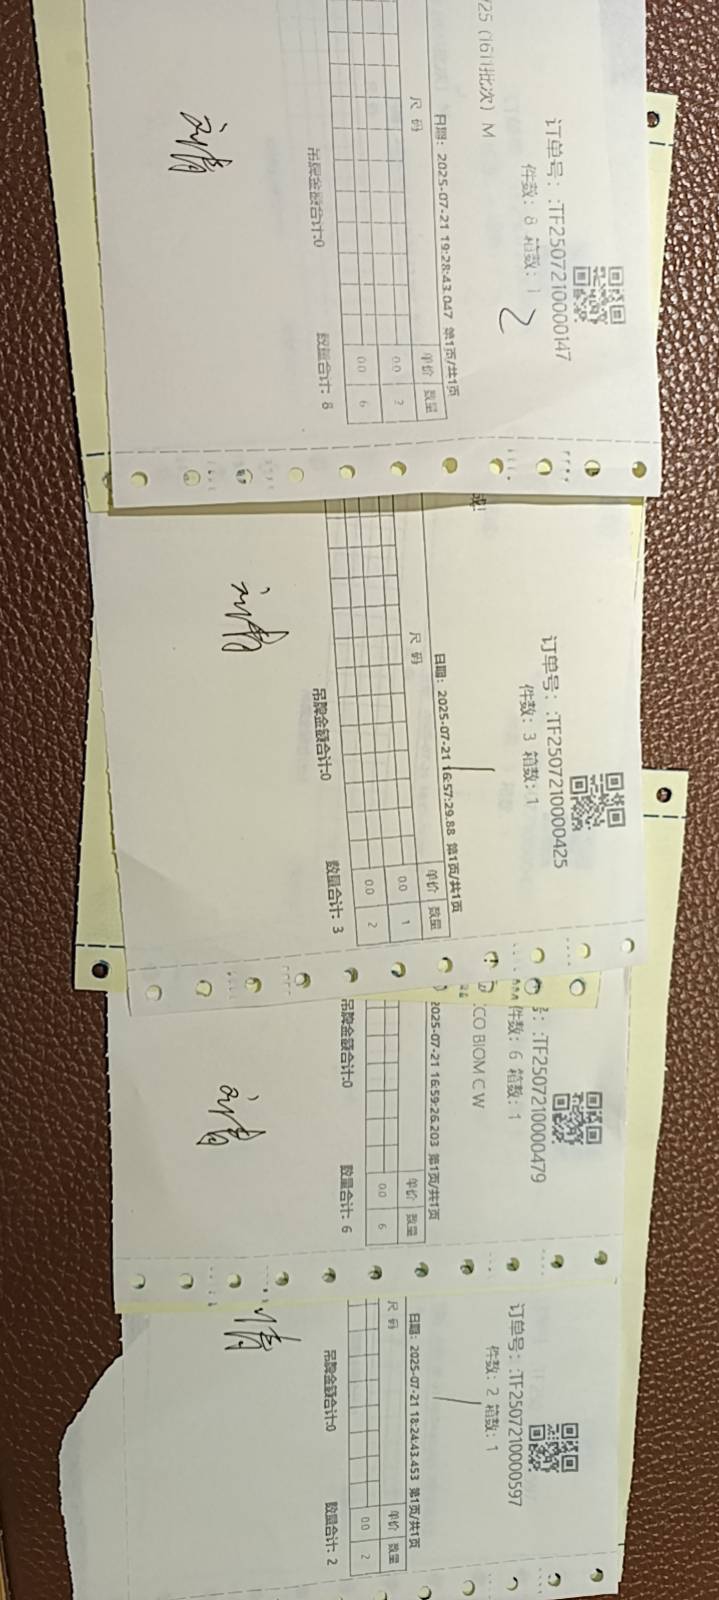 /25 (1611批次) M
订单号: :TF2507210000147
件数: 8 箱数: 1
2
日期: 2025-07-21 19:28:43.047 第1页/共1页
尺 码
单价 数量
0.0 2
0.0 6
吊牌金额合计:0
数量合计: 8
订单号: :TF2507210000425
件数: 3 箱数: 1
日期: 2025-07-21 16:57:29.88 第1页/共1页
尺 码
单价 数量
0.0 1
0.0 2
吊牌金额合计:0
数量合计: 3
号: :TF2507210000479
件数: 6 箱数: 1
CO BIOM C W
2025-07-21 16:59:26.203 第1页/共1页
单价 数量
0.0 6
吊牌金额合计:0
数量合计: 6
订单号: :TF2507210000597
件数: 2 箱数: 1
日期: 2025-07-21 18:24:43.453 第1页/共1页
尺 码
单价 数量
0.0 2
吊牌金额合计:0
数量合计: 2